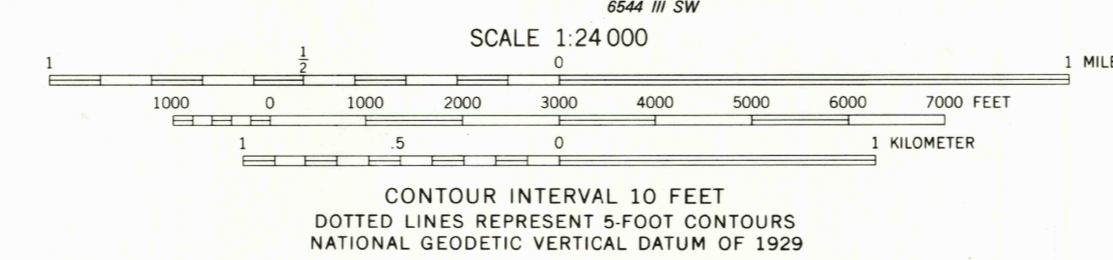 6544 III SW
SCALE 1:24 000
1 1/2 0 1 MILE
1000 0 1000 2000 3000 4000 5000 6000 7000 FEET
1 .5 0 1 KILOMETER
CONTOUR INTERVAL 10 FEET
DOTTED LINES REPRESENT 5-FOOT CONTOURS
NATIONAL GEODETIC VERTICAL DATUM OF 1929